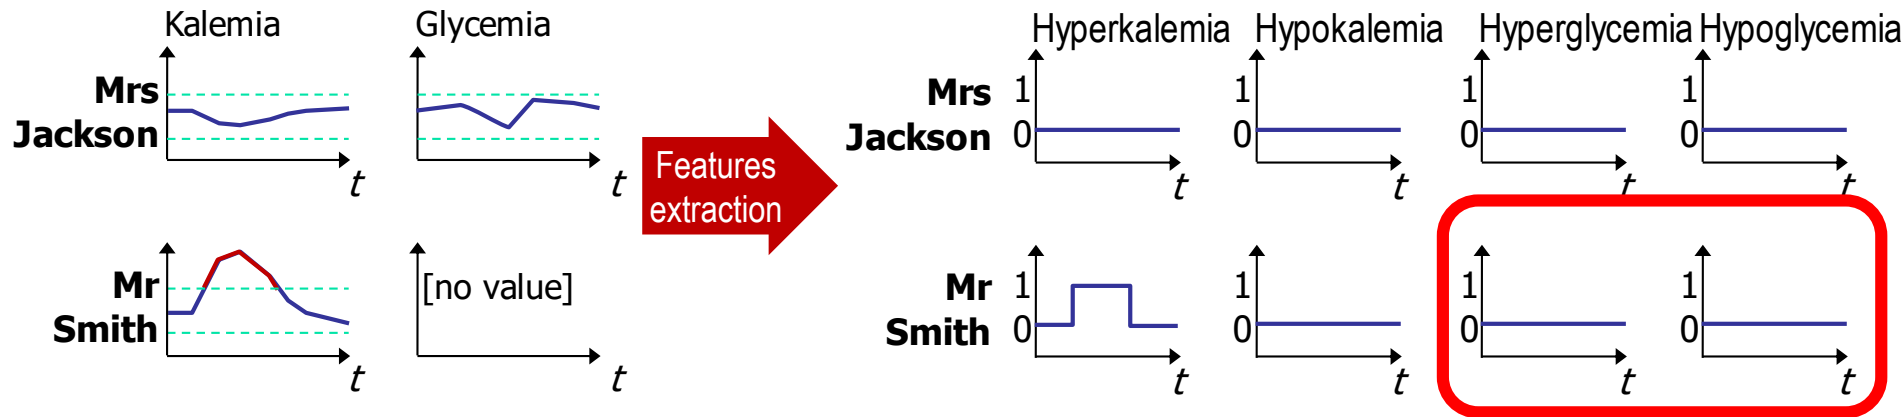 Kalemia
Glycemia
Hyperkalemia
Hypokalemia
Hyperglycemia
Hypoglycemia
Mrs
Jackson
t
t
Features
extraction
Mrs
Jackson
1
0
t
1
0
t
1
0
t
1
0
t
Mr
Smith
t
[no value]
t
Mr
Smith
1
0
t
1
0
t
1
0
t
1
0
t